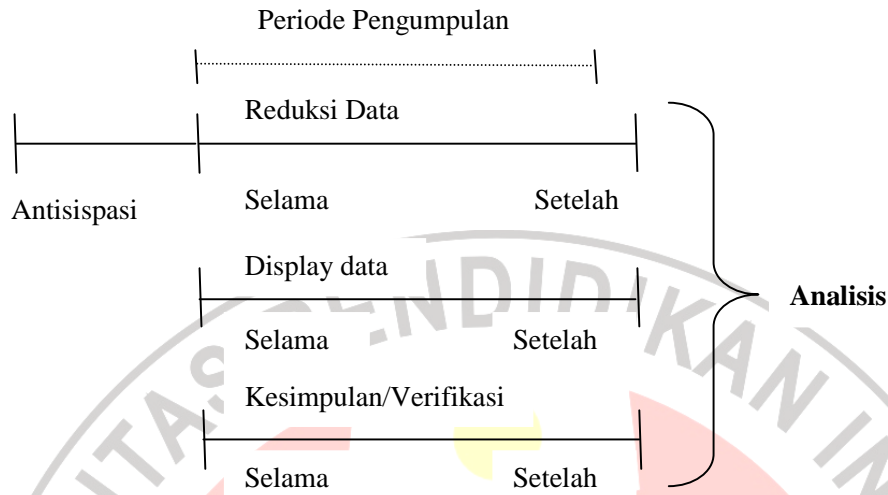 Periode Pengumpulan
Reduksi Data
Antisispasi
Selama Setelah
Display data
Selama Setelah
Analisis
Kesimpulan/Verifikasi
Selama Setelah